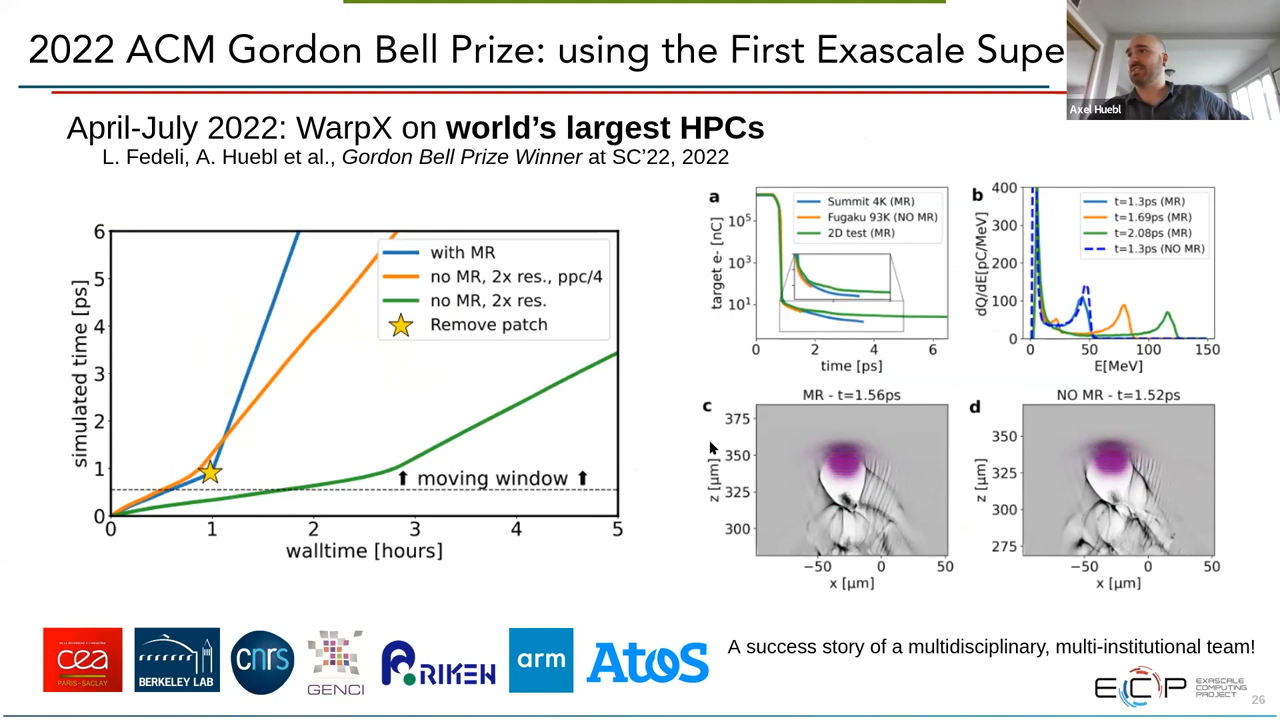 2022 ACM Gordon Bell Prize: using the First Exascale Supe
Axel Huebl
April-July 2022: WarpX on world's largest HPCs
L. Fedeli, A. Huebl et al., Gordon Bell Prize Winner at SC'22, 2022
simulated time [ps]
6
5
4
3
2
1
0
with MR
no MR, 2x res., ppc/4
no MR, 2x res.
Remove patch
⬆ moving window ⬆
0 1 2 3 4 5
walltime [hours]
a
target e- [nC]
10⁵
10³
10¹
Summit 4K (MR)
Fugaku 93K (NO MR)
2D test (MR)
0 2 4 6
time [ps]
b
dQ/dE[pC/MeV]
400
300
200
100
0
t=1.3ps (MR)
t=1.69ps (MR)
t=2.08ps (MR)
t=1.3ps (NO MR)
0 50 100 150
E[MeV]
c
MR - t=1.56ps
z [µm]
375
350
325
300
−50 0 50
x [µm]
d
NO MR - t=1.52ps
z [µm]
350
325
300
275
−50 0 50
x [µm]
cea
PARIS-SACLAY
BERKELEY LAB
cnrs
GENCI
RIKEN
arm
Atos
A success story of a multidisciplinary, multi-institutional team!
ECP
EXASCALE
COMPUTING
PROJECT
26